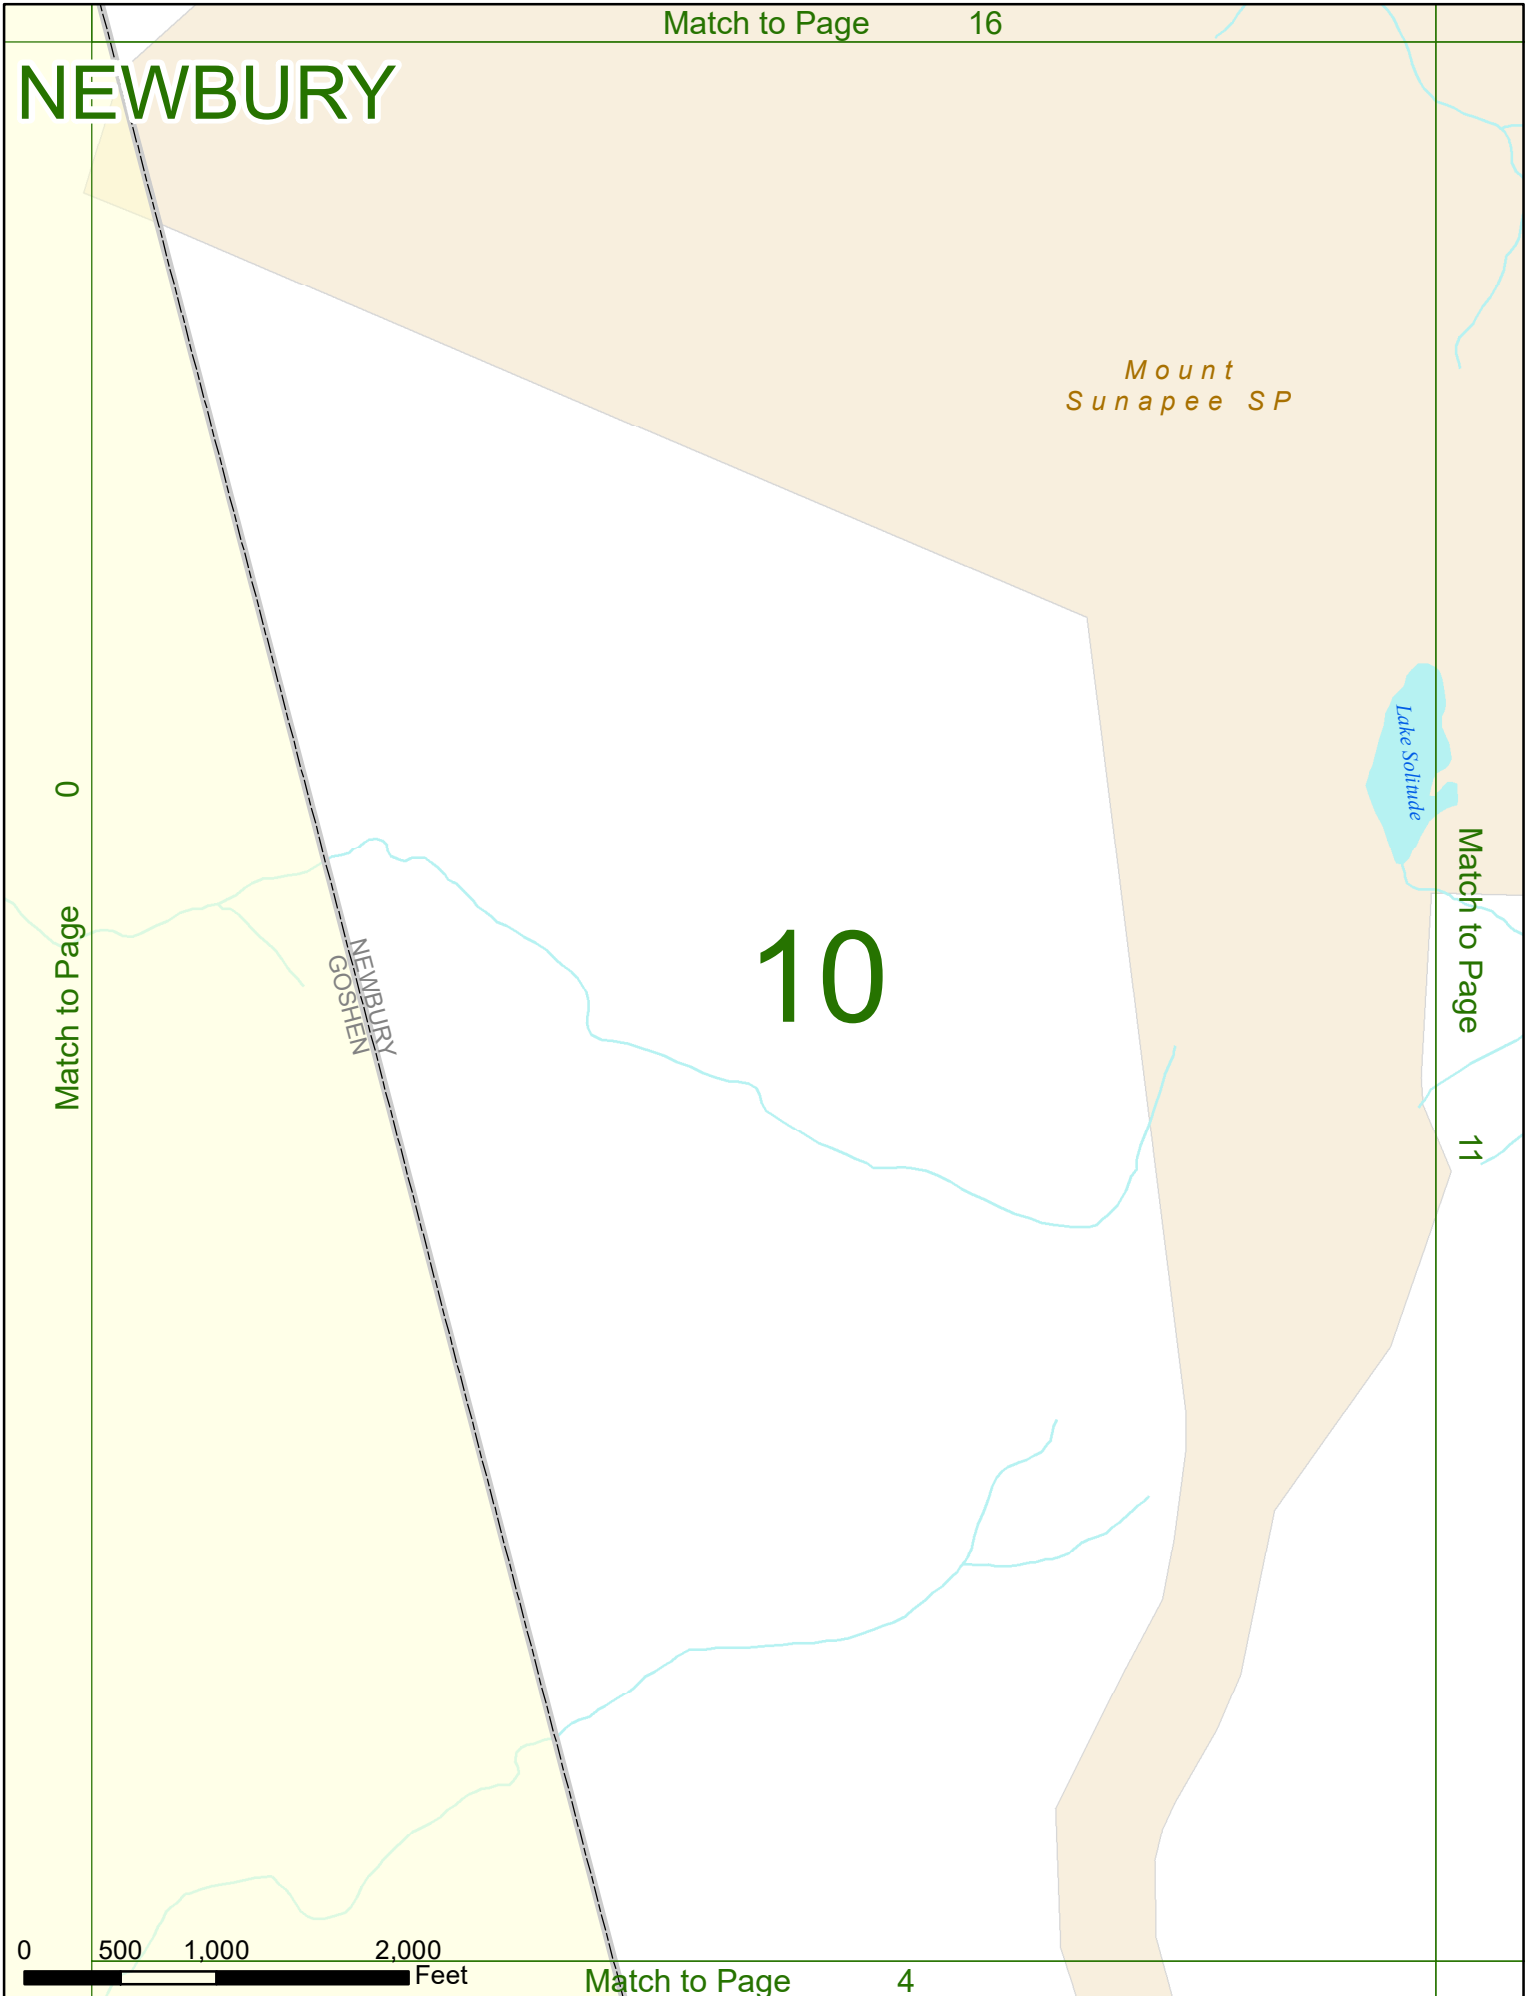 Match to Page 16
NEWBURY
Mount
Sunapee SP
Lake Solitude
Match to Page 0
Match to Page 11
10
NEWBURY
GOSHEN
0 500 1,000 2,000
Feet
Match to Page 4